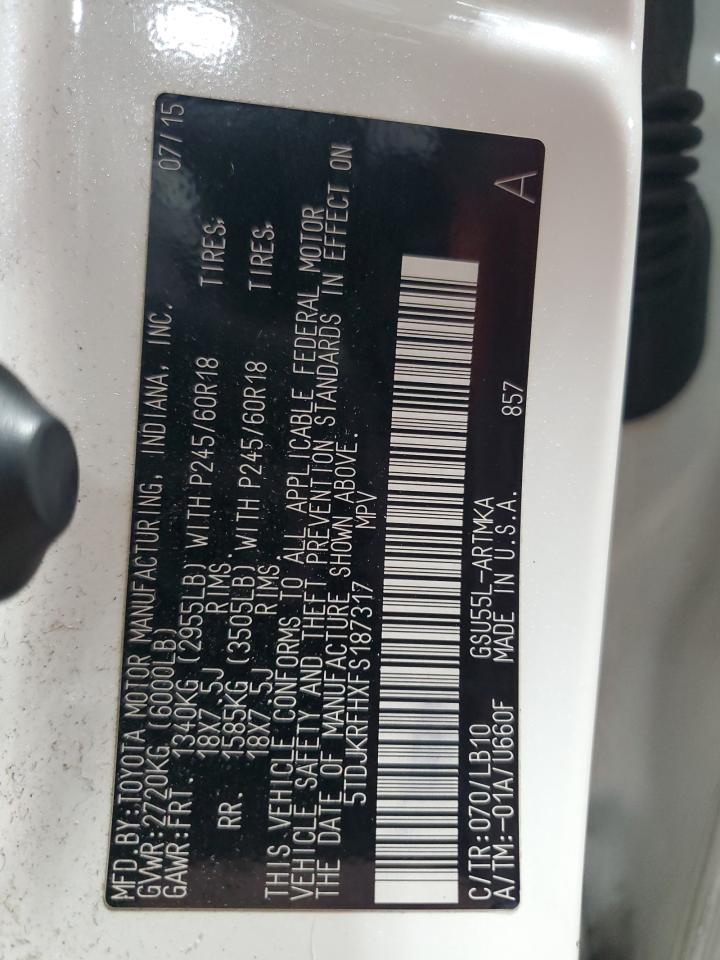 MFD.BY:TOYOTA MOTOR MANUFACTURING, INDIANA, INC. 07/15
GVWR:2720KG (6000LB)
GAWR:FRT. 1340KG (2955LB) WITH P245/60R18 TIRES,
18X7.5J RIMS.
RR. 1585KG (3505LB) WITH P245/60R18 TIRES,
18X7.5J RIMS.
THIS VEHICLE CONFORMS TO ALL APPLICABLE FEDERAL MOTOR
VEHICLE SAFETY AND THEFT PREVENTION STANDARDS IN EFFECT ON
THE DATE OF MANUFACTURE SHOWN ABOVE.
5TDJKRFHXFS187317 MPV
C/TR:070/LB10 GSU55L-ARTMKA 857 A
A/TM:-01A/U660F MADE IN U.S.A.